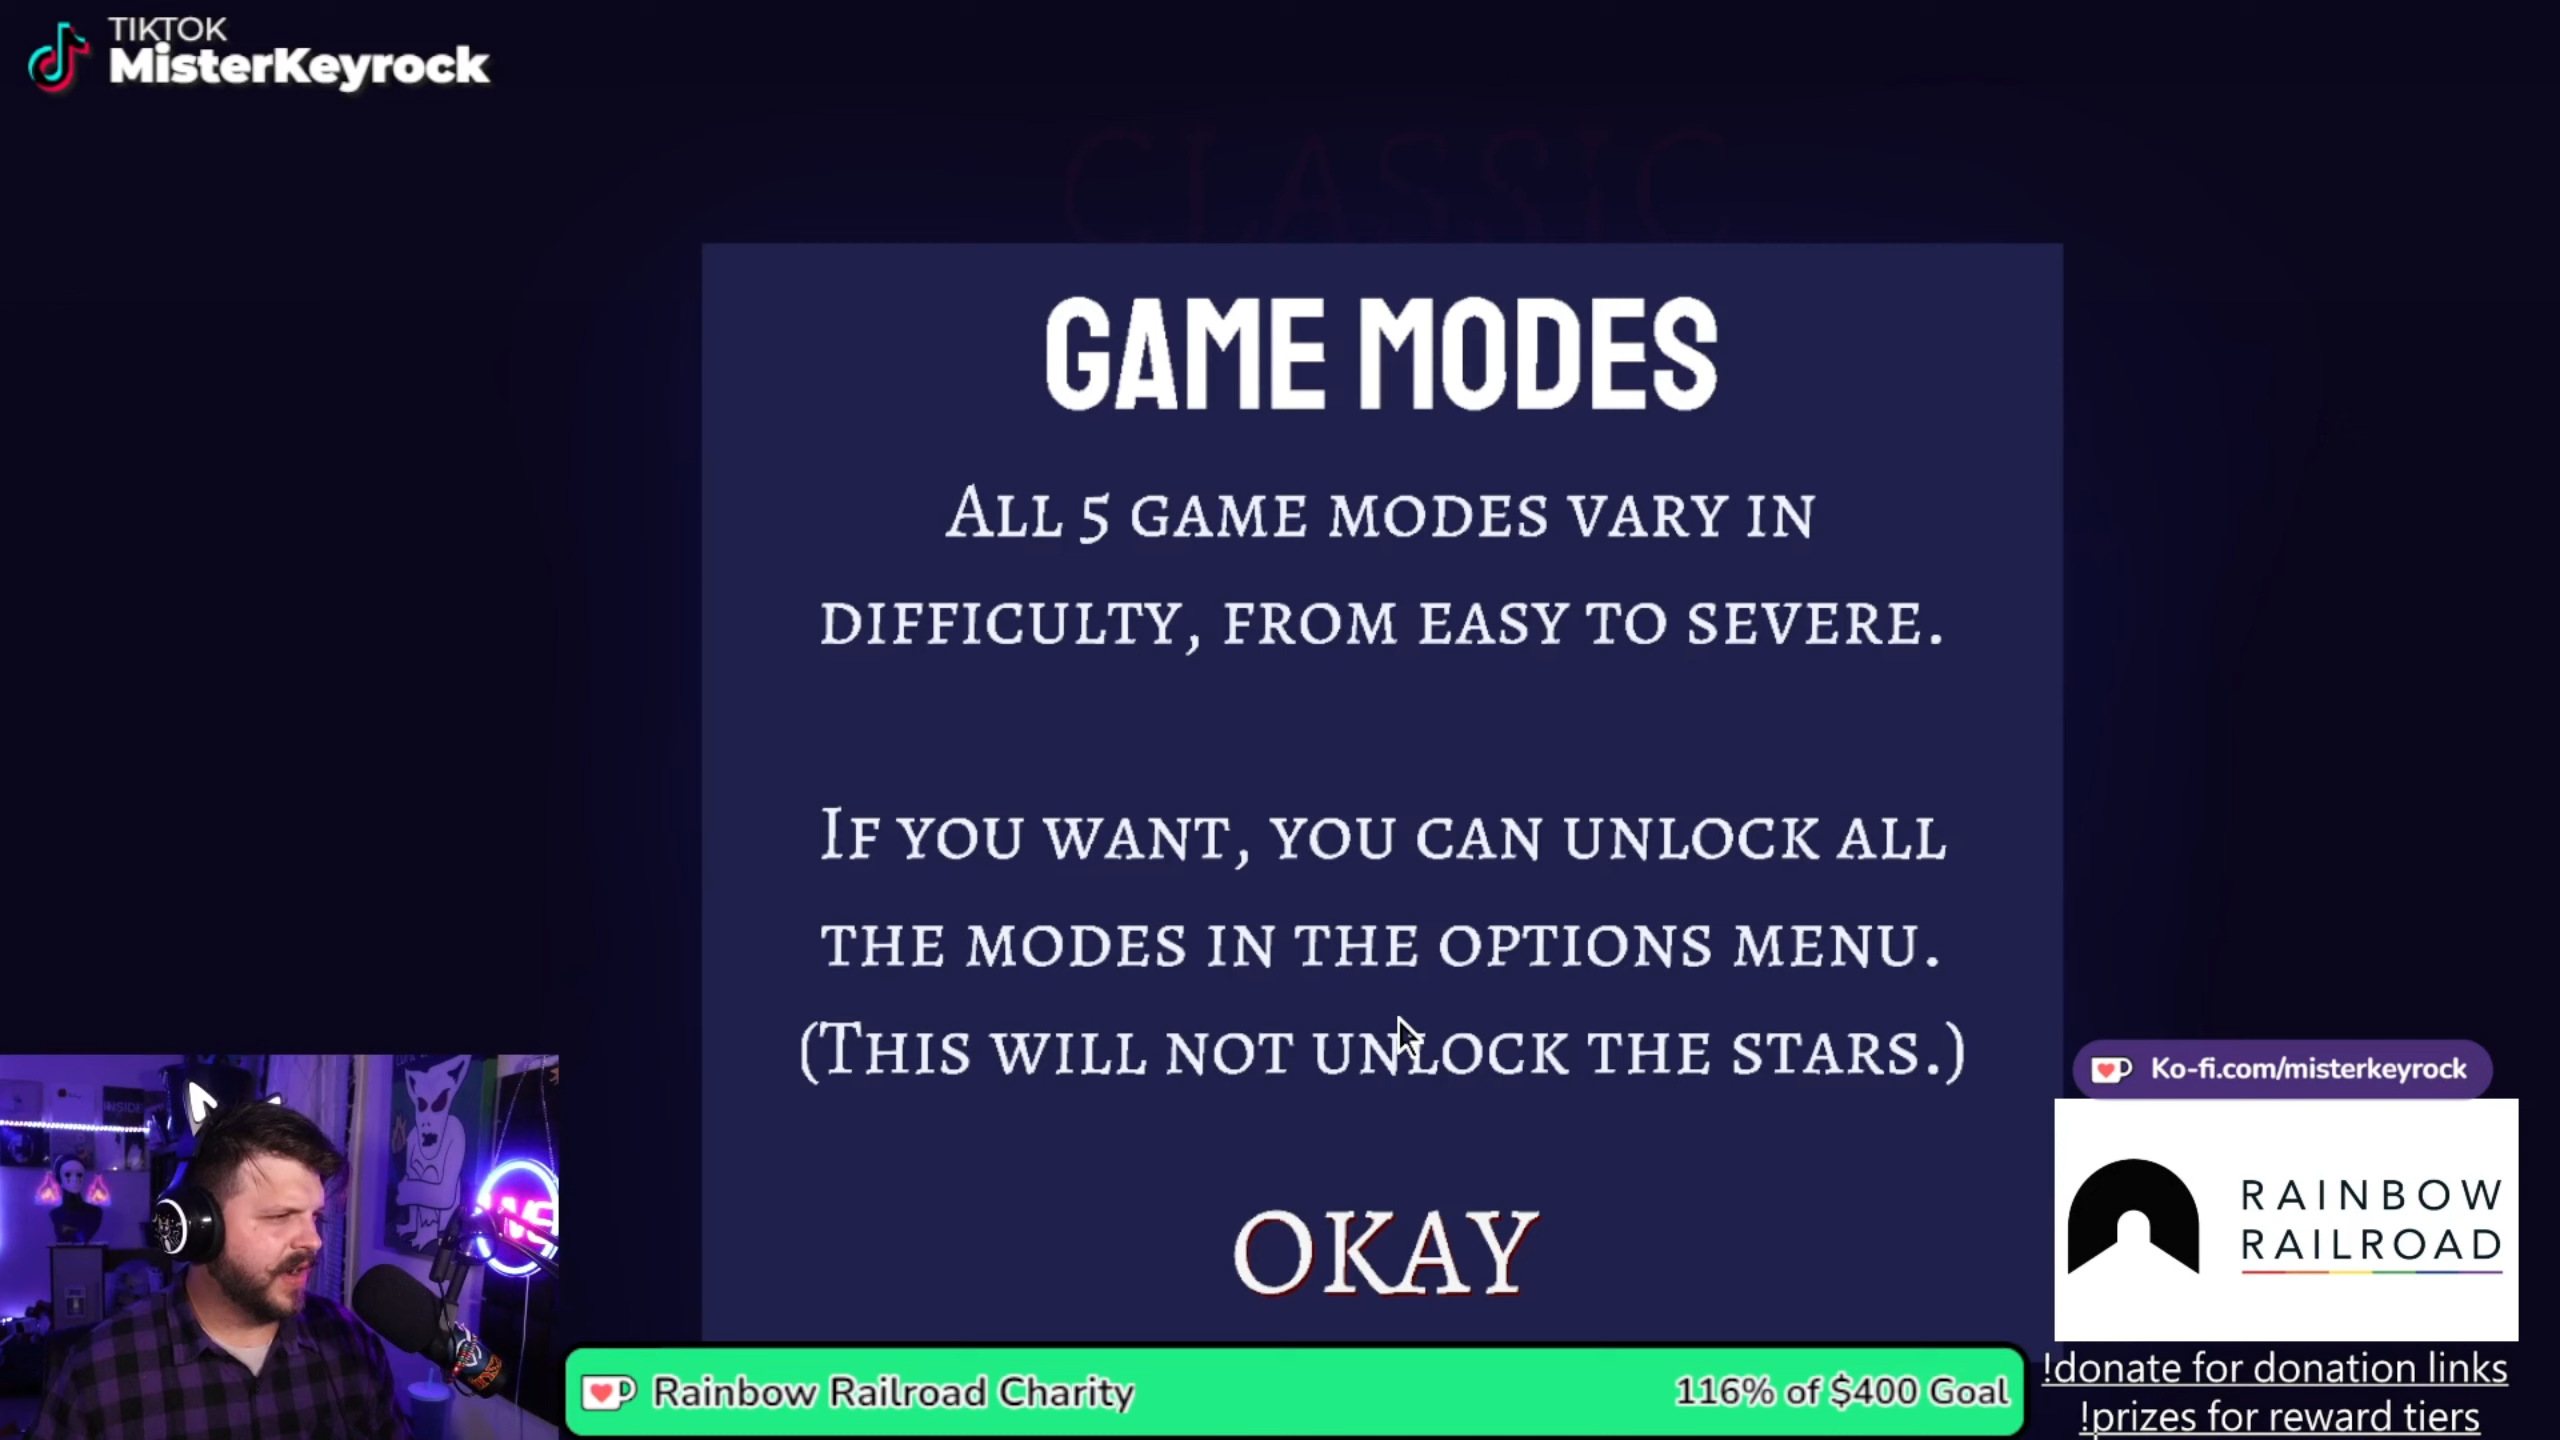 TIKTOK
MisterKeyrock
CLASSIC
GAME MODES
All 5 game modes vary in
difficulty, from easy to severe.
If you want, you can unlock all
the modes in the options menu.
(This will not unlock the stars.)
OKAY
INSIDE
Ko-fi.com/misterkeyrock
RAINBOW
RAILROAD
Rainbow Railroad Charity
116% of $400 Goal
!donate for donation links
!prizes for reward tiers